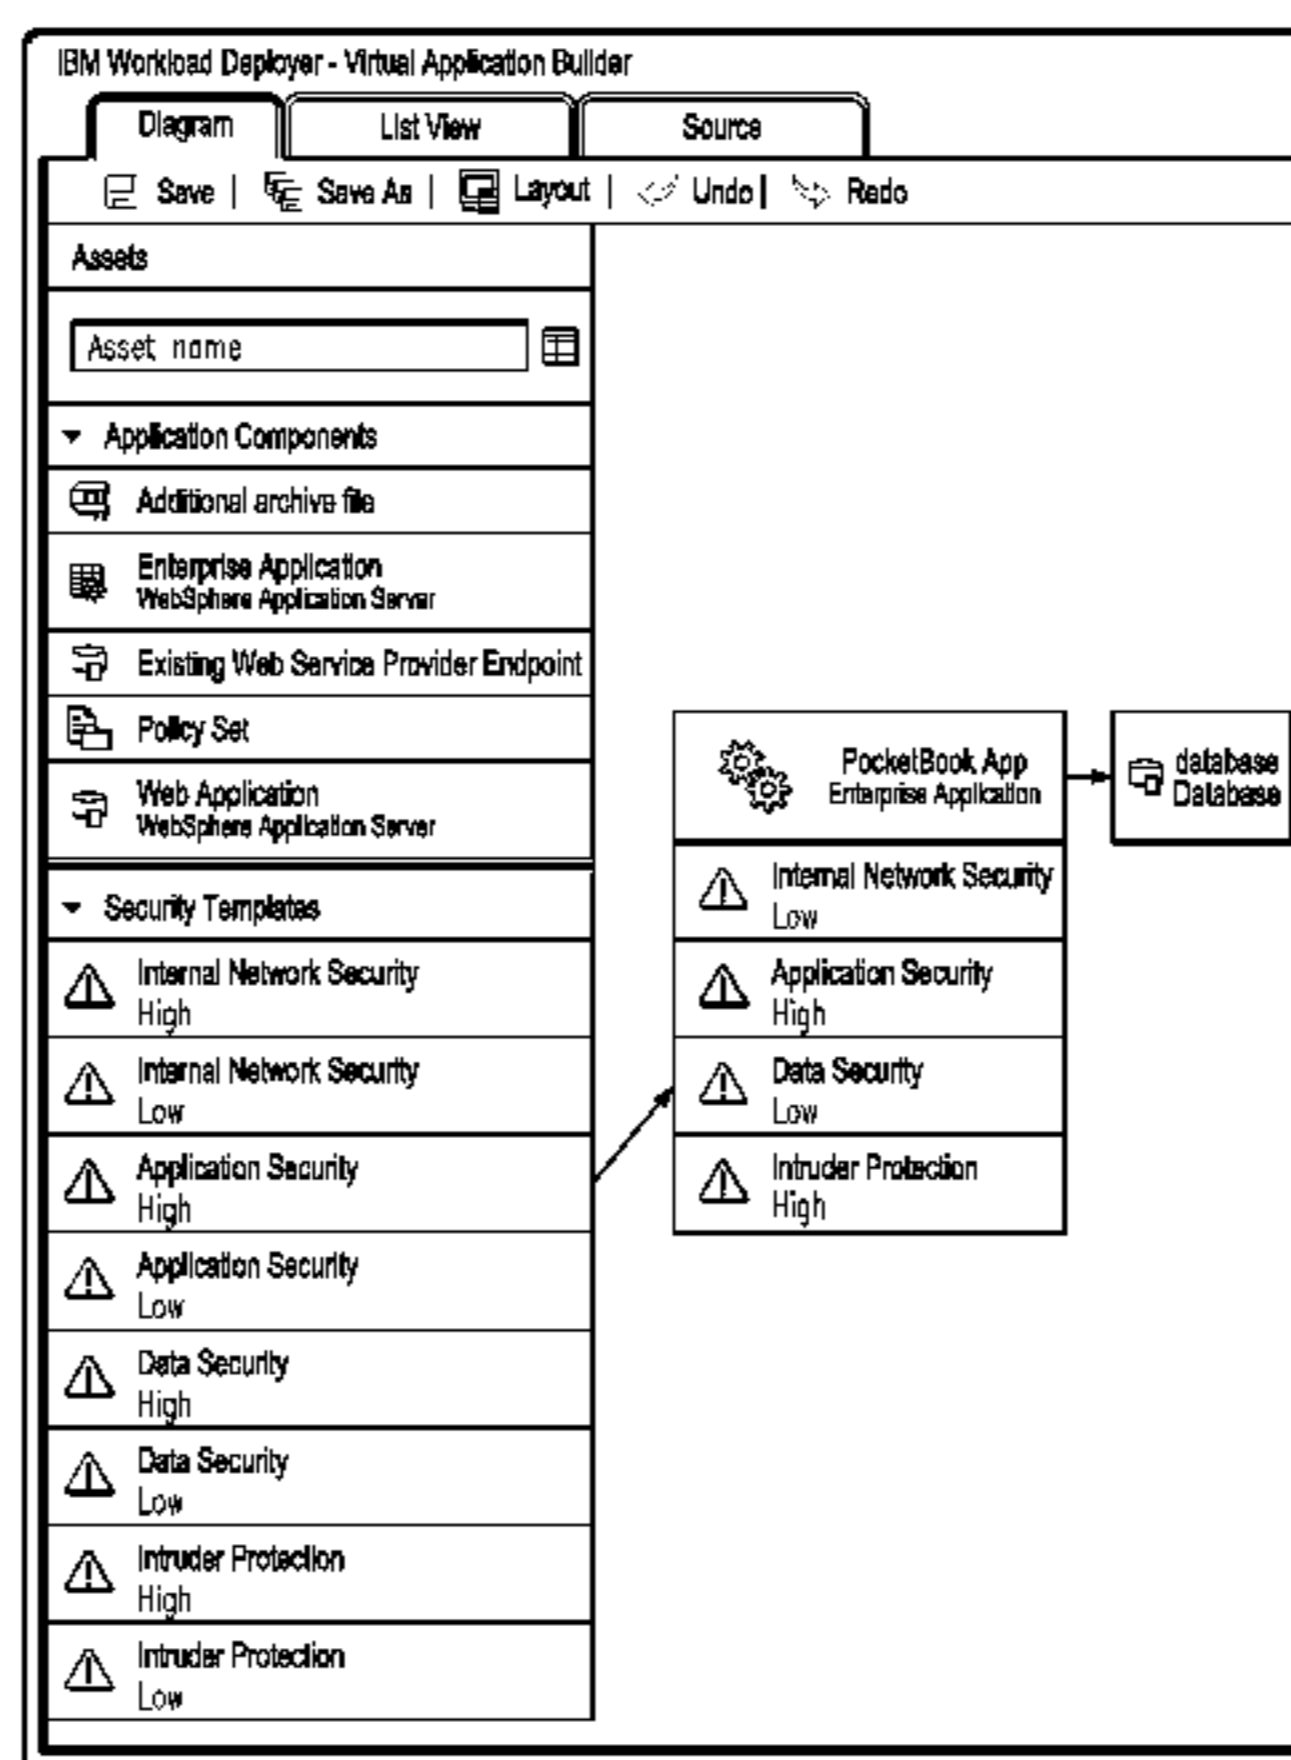 IBM Workload Deployer - Virtual Application Builder
Diagram
List View
Source
Save | Save As | Layout | Undo | Redo
Assets
Asset name
Application Components
Additional archive file
Enterprise Application
WebSphere Application Server
Existing Web Service Provider Endpoint
Policy Set
Web Application
WebSphere Application Server
Security Templates
Internal Network Security
High
Internal Network Security
Low
Application Security
High
Application Security
Low
Data Security
High
Data Security
Low
Intruder Protection
High
Intruder Protection
Low
PocketBook App
Enterprise Application
Internal Network Security
Low
Application Security
High
Data Security
Low
Intruder Protection
High
database
Database